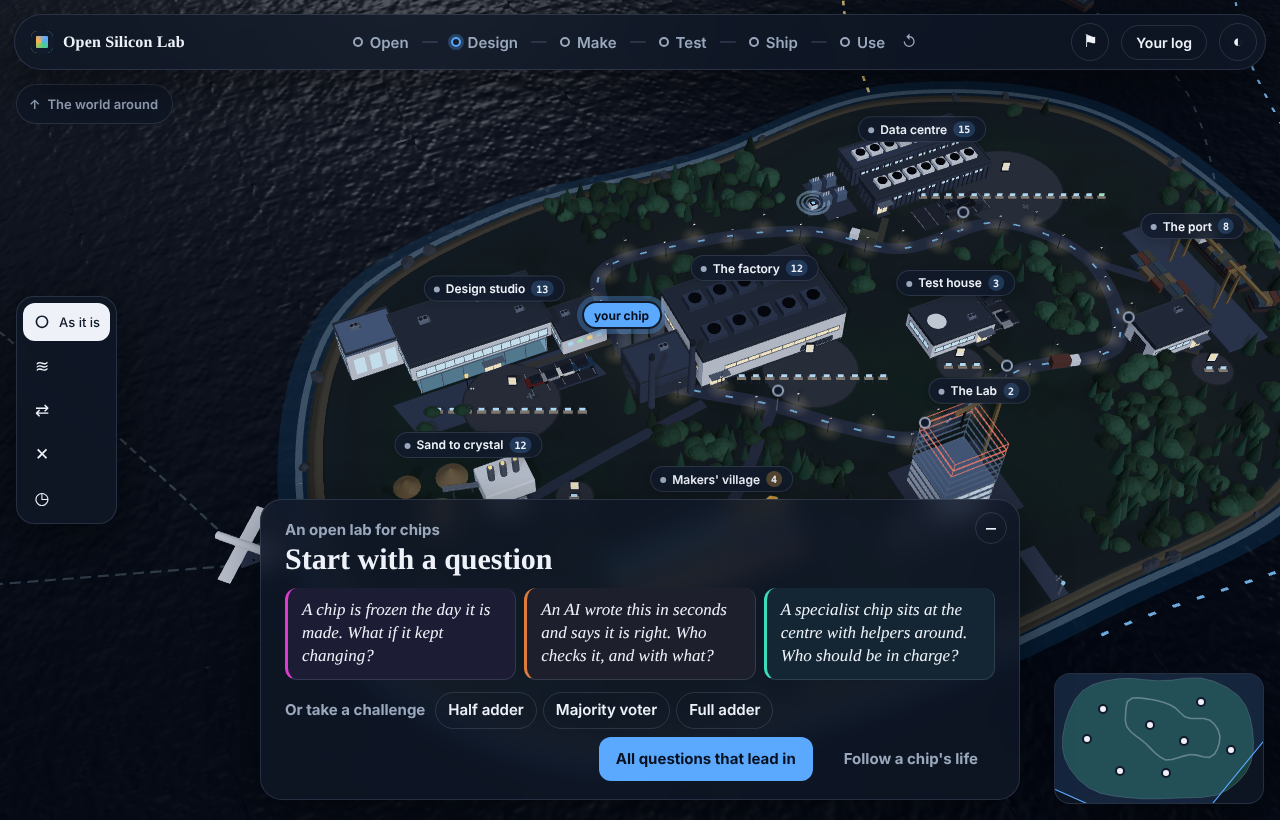 Open Silicon Lab
Open
Design
Make
Test
Ship
Use
Your log
The world around
Data centre 15
The port 8
The factory 12
Test house 3
Design studio 13
your chip
As it is
The Lab 2
Sand to crystal 12
Makers' village 4
An open lab for chips
Start with a question
A chip is frozen the day it is
made. What if it kept
changing?
An AI wrote this in seconds
and says it is right. Who
checks it, and with what?
A specialist chip sits at the
centre with helpers around.
Who should be in charge?
Or take a challenge
Half adder
Majority voter
Full adder
All questions that lead in
Follow a chip's life